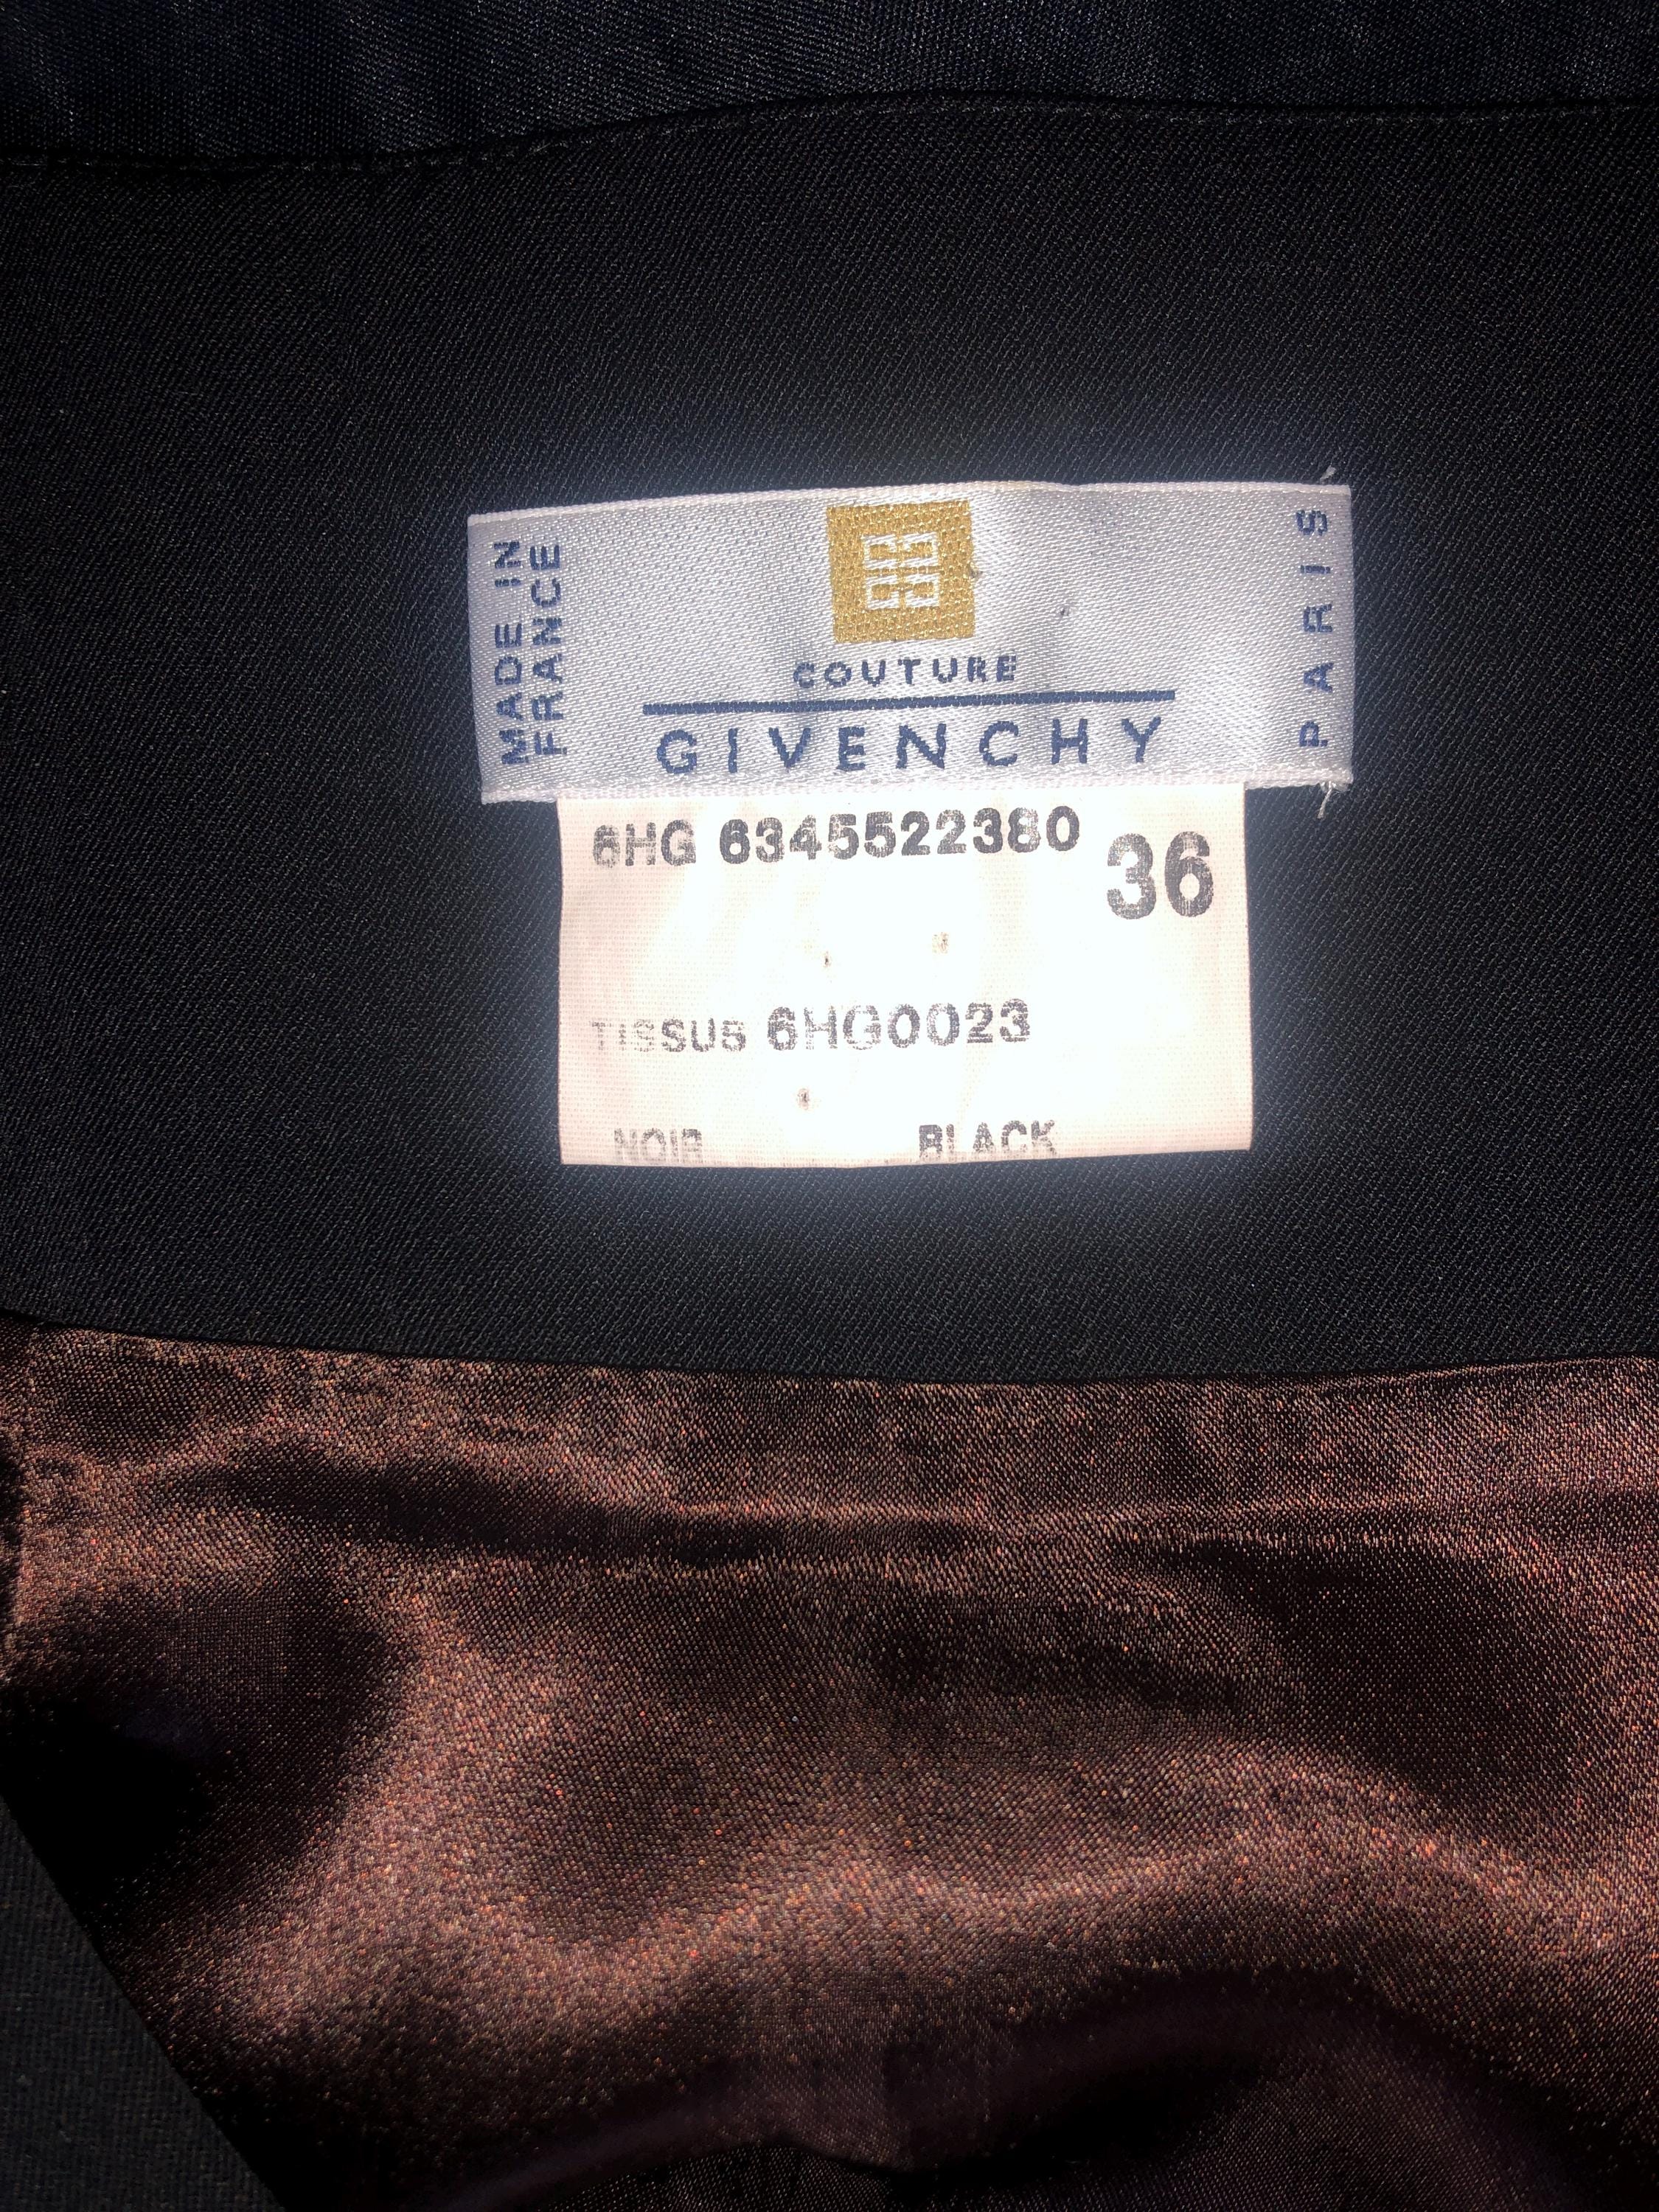 MADE IN
FRANCE
COUTURE
GIVENCHY
PARIS
6HG 6345522380
36
TISSUS 6HG0023
NOIR BLACK